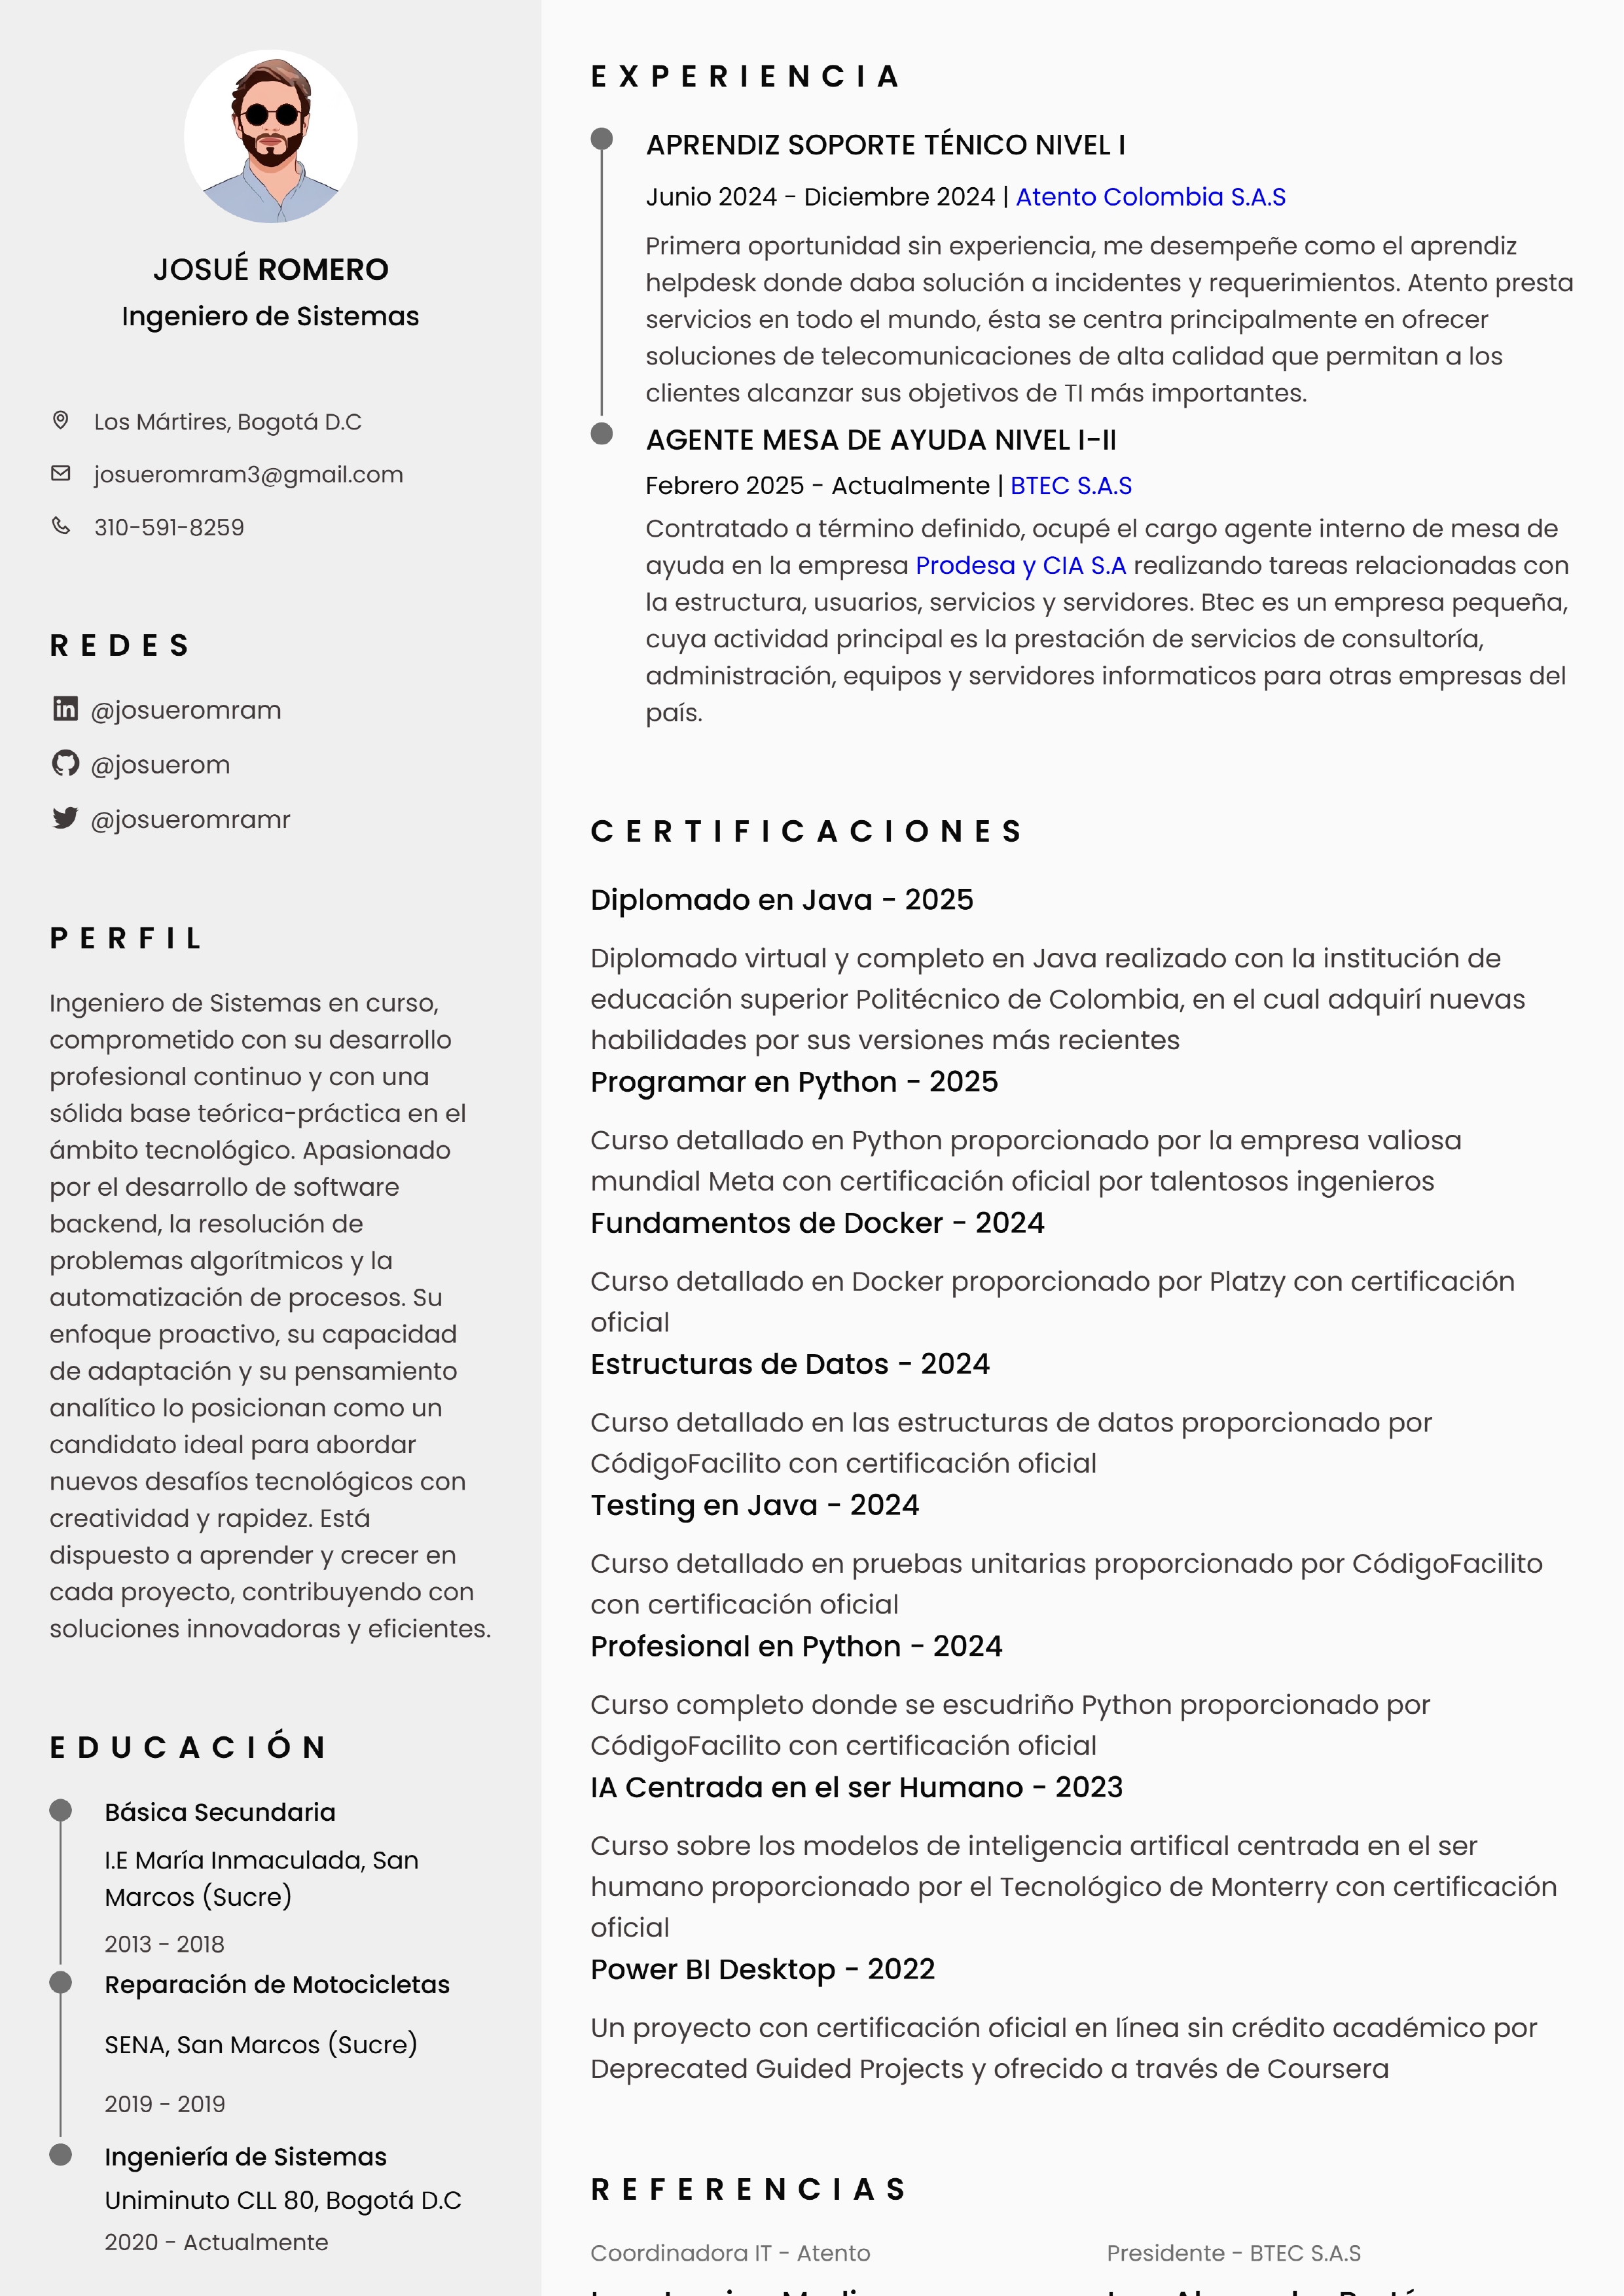 JOSUÉ ROMERO
Ingeniero de Sistemas
Los Mártires, Bogotá D.C
josueromram3@gmail.com
310-591-8259
REDES
@josueromram
@josuerom
@josueromramr
PERFIL
Ingeniero de Sistemas en curso,
comprometido con su desarrollo
profesional continuo y con una
sólida base teórica-práctica en el
ámbito tecnológico. Apasionado
por el desarrollo de software
backend, la resolución de
problemas algorítmicos y la
automatización de procesos. Su
enfoque proactivo, su capacidad
de adaptación y su pensamiento
analítico lo posicionan como un
candidato ideal para abordar
nuevos desafíos tecnológicos con
creatividad y rapidez. Está
dispuesto a aprender y crecer en
cada proyecto, contribuyendo con
soluciones innovadoras y eficientes.
EDUCACIÓN
Básica Secundaria
I.E María Inmaculada, San
Marcos (Sucre)
2013 - 2018
Reparación de Motocicletas
SENA, San Marcos (Sucre)
2019 - 2019
Ingeniería de Sistemas
Uniminuto CLL 80, Bogotá D.C
2020 - Actualmente
EXPERIENCIA
APRENDIZ SOPORTE TÉNICO NIVEL I
Junio 2024 - Diciembre 2024 | Atento Colombia S.A.S
Primera oportunidad sin experiencia, me desempeñe como el aprendiz
helpdesk donde daba solución a incidentes y requerimientos. Atento presta
servicios en todo el mundo, ésta se centra principalmente en ofrecer
soluciones de telecomunicaciones de alta calidad que permitan a los
clientes alcanzar sus objetivos de TI más importantes.
AGENTE MESA DE AYUDA NIVEL I-II
Febrero 2025 - Actualmente | BTEC S.A.S
Contratado a término definido, ocupé el cargo agente interno de mesa de
ayuda en la empresa Prodesa y CIA S.A realizando tareas relacionadas con
la estructura, usuarios, servicios y servidores. Btec es un empresa pequeña,
cuya actividad principal es la prestación de servicios de consultoría,
administración, equipos y servidores informaticos para otras empresas del
país.
CERTIFICACIONES
Diplomado en Java - 2025
Diplomado virtual y completo en Java realizado con la institución de
educación superior Politécnico de Colombia, en el cual adquirí nuevas
habilidades por sus versiones más recientes
Programar en Python - 2025
Curso detallado en Python proporcionado por la empresa valiosa
mundial Meta con certificación oficial por talentosos ingenieros
Fundamentos de Docker - 2024
Curso detallado en Docker proporcionado por Platzy con certificación
oficial
Estructuras de Datos - 2024
Curso detallado en las estructuras de datos proporcionado por
CódigoFacilito con certificación oficial
Testing en Java - 2024
Curso detallado en pruebas unitarias proporcionado por CódigoFacilito
con certificación oficial
Profesional en Python - 2024
Curso completo donde se escudriño Python proporcionado por
CódigoFacilito con certificación oficial
IA Centrada en el ser Humano - 2023
Curso sobre los modelos de inteligencia artifical centrada en el ser
humano proporcionado por el Tecnológico de Monterry con certificación
oficial
Power BI Desktop - 2022
Un proyecto con certificación oficial en línea sin crédito académico por
Deprecated Guided Projects y ofrecido a través de Coursera
REFERENCIAS
Coordinadora IT - Atento
Presidente - BTEC S.A.S